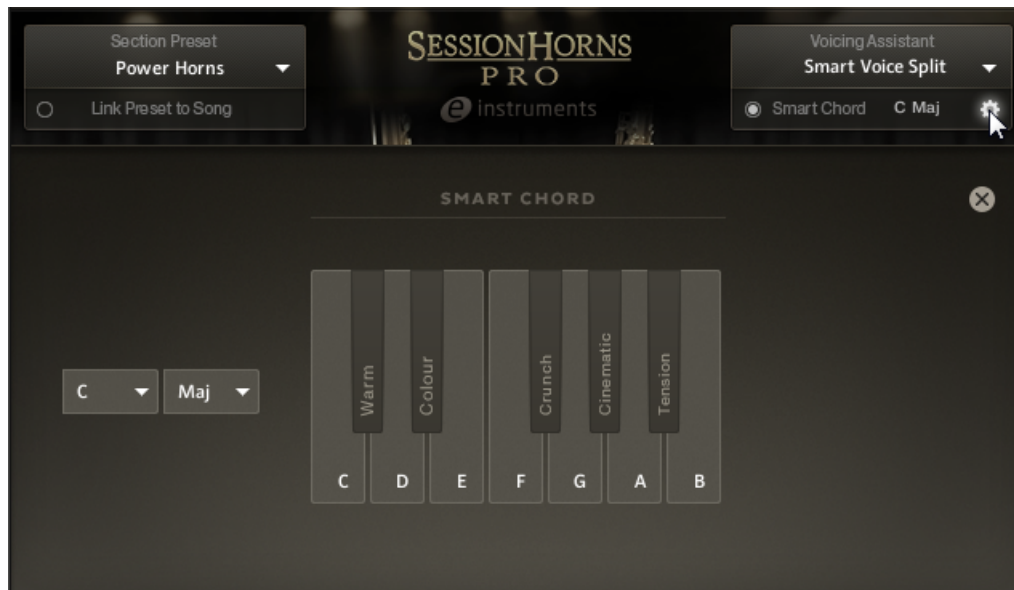 Section Preset
Power Horns
Link Preset to Song
SESSIONHORNS
PRO
e instruments
Voicing Assistant
Smart Voice Split
Smart Chord C Maj
SMART CHORD
C Maj
Warm
Colour
Crunch
Cinematic
Tension
C D E F G A B